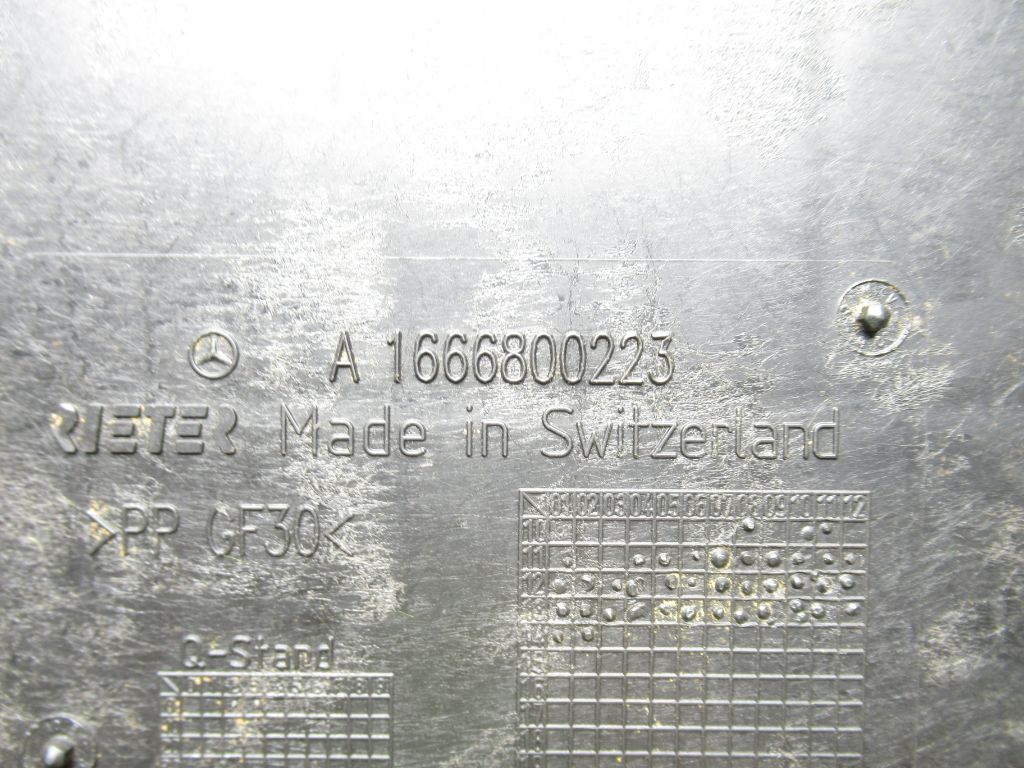 A 1666800223
RIETER Made in Switzerland
>PP GF30<
01 02 03 04 05 06 07 08 09 10 11 12
10
11
12
Q-Stand